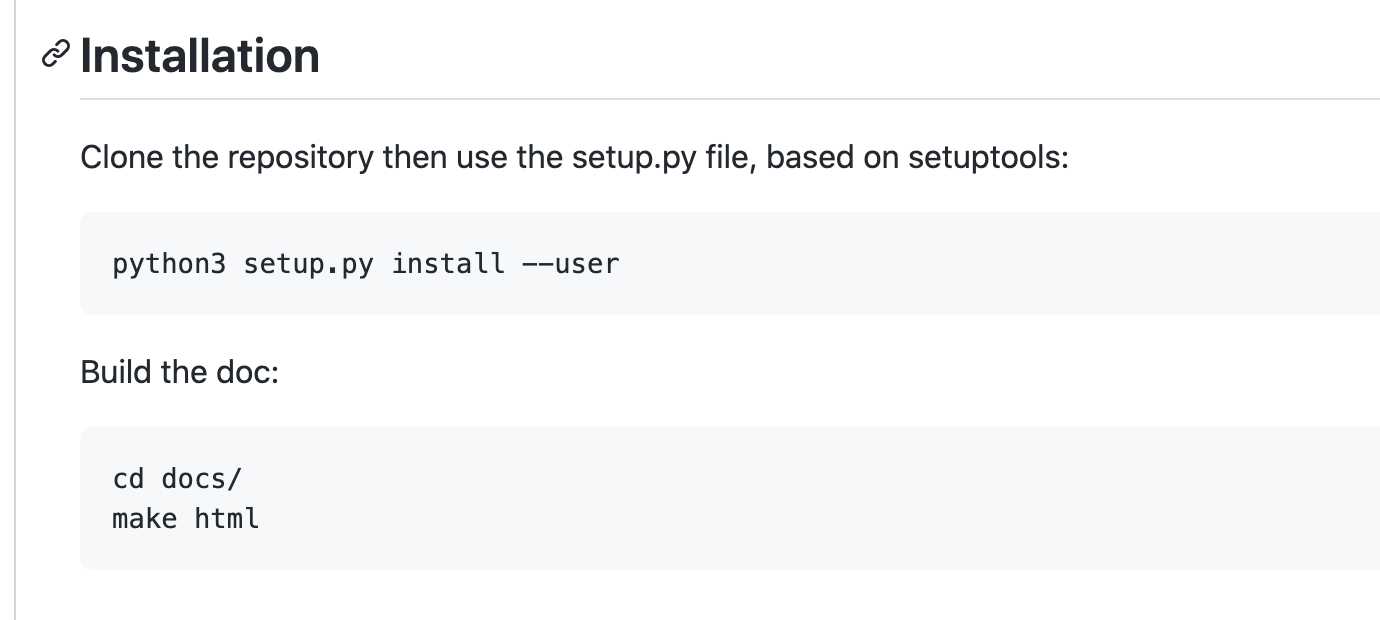 Installation
Clone the repository then use the setup.py file, based on setuptools:
python3 setup.py install --user
Build the doc:
cd docs/
make html